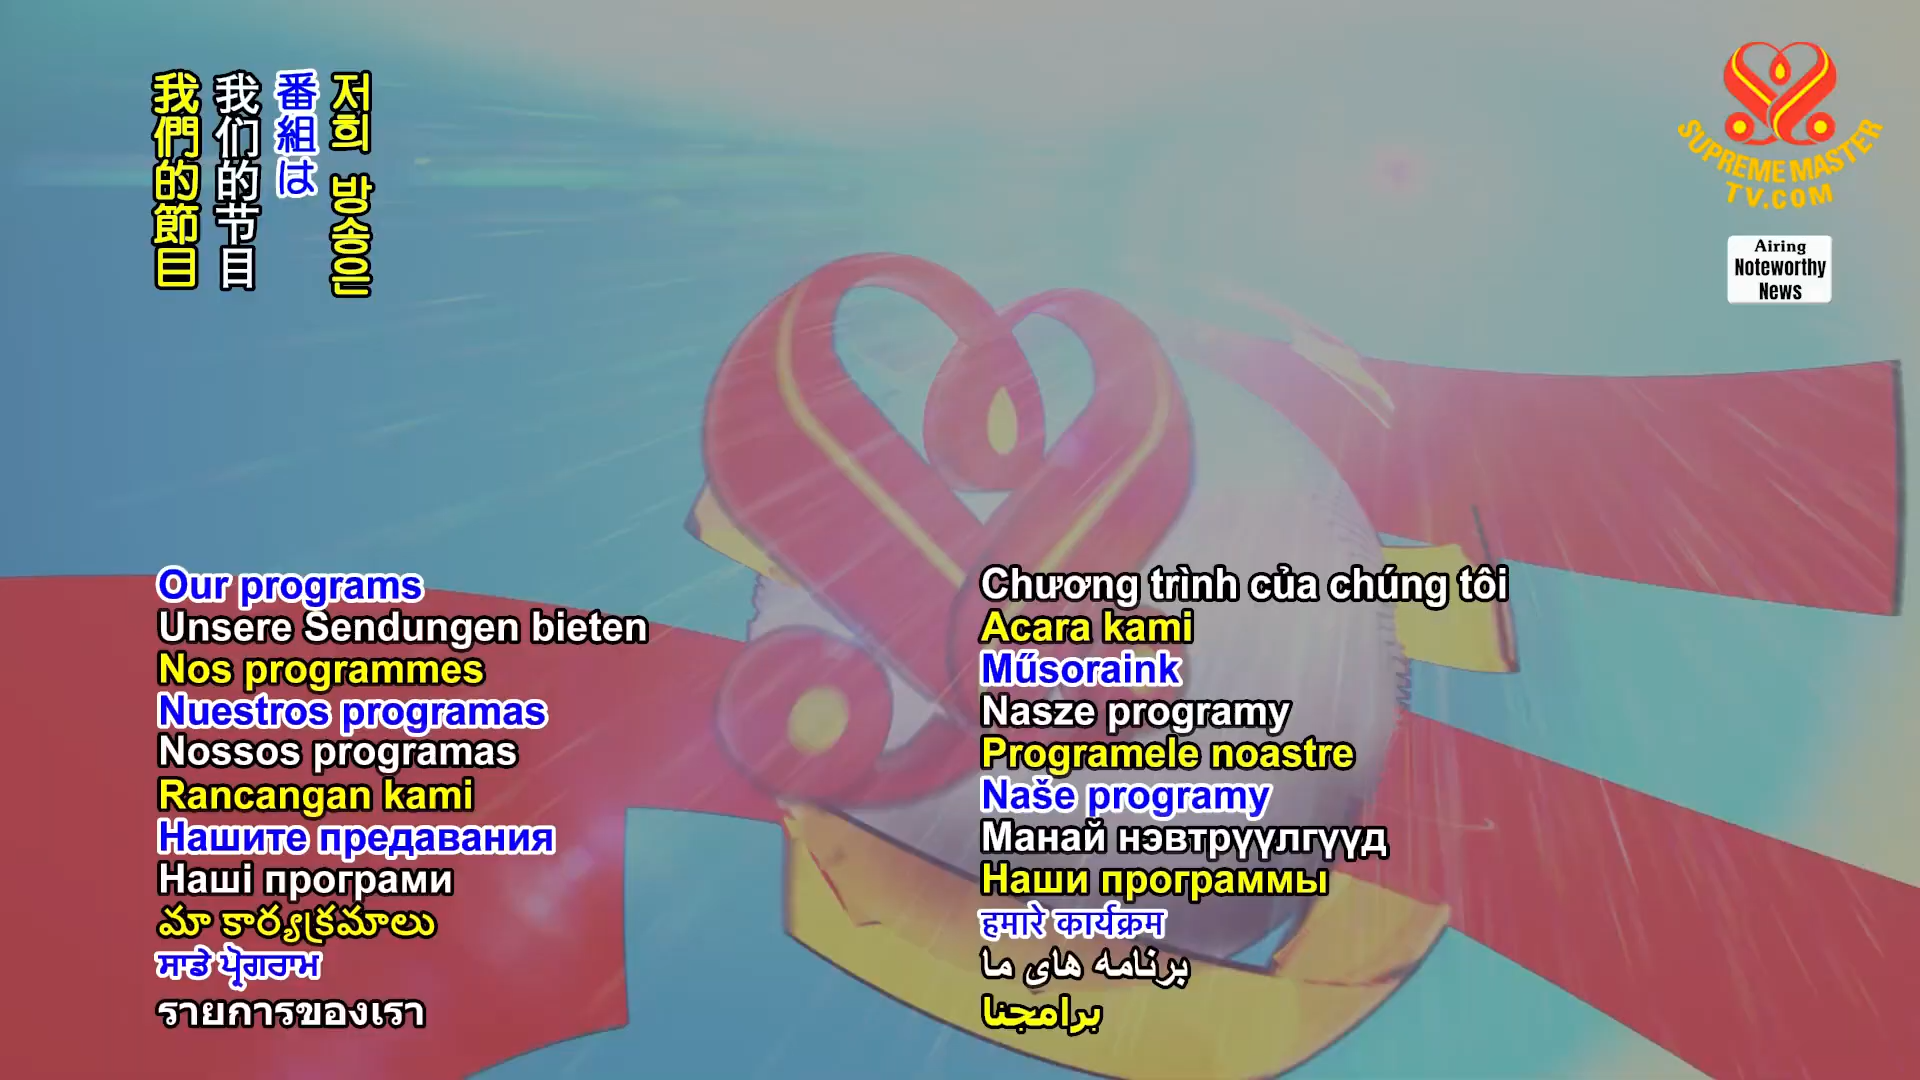 我們的節目
我们的节目
番組は
저희 방송은
SUPREME MASTER
TV.COM
Airing
Noteworthy
News
Our programs
Unsere Sendungen bieten
Nos programmes
Nuestros programas
Nossos programas
Rancangan kami
Нашите предавания
Наші програми
మా కార్యక్రమాలు
ਸਾਡੇ ਪ੍ਰੋਗਰਾਮ
รายการของเรา
Chương trình của chúng tôi
Acara kami
Műsoraink
Nasze programy
Programele noastre
Naše programy
Манай нэвтрүүлгүүд
Наши программы
हमारे कार्यक्रम
برنامه های ما
برامجنا